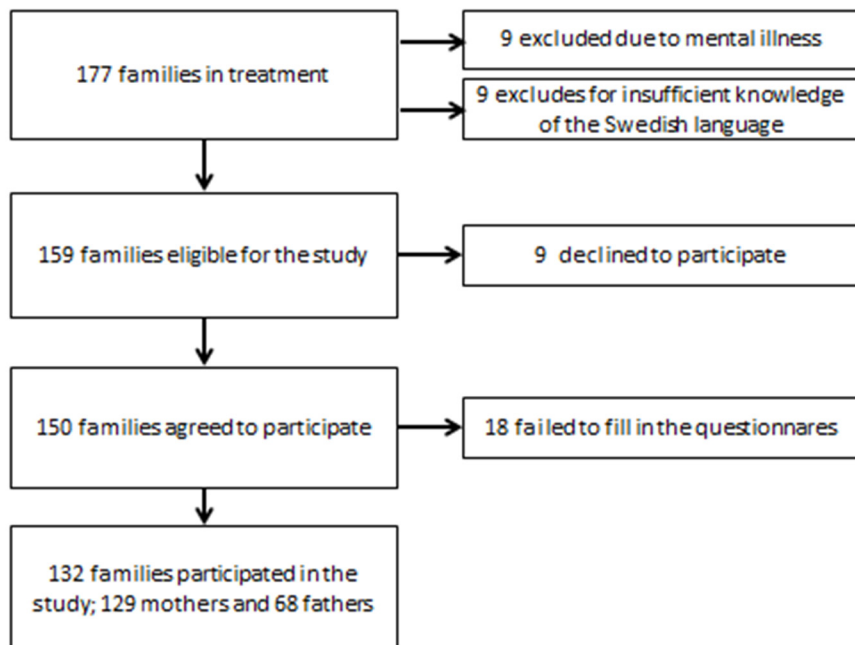 177 families in treatment
9 excluded due to mental illness
9 excludes for insufficient knowledge
of the Swedish language
159 families eligible for the study
9 declined to participate
150 families agreed to participate
18 failed to fill in the questionnares
132 families participated in the
study; 129 mothers and 68 fathers